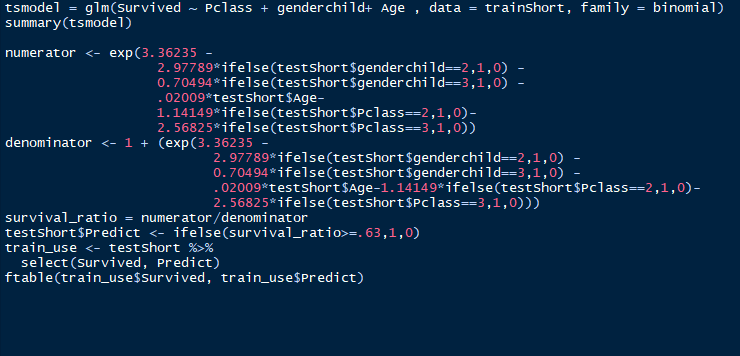 tsmodel = glm(Survived ~ Pclass + genderchild+ Age , data = trainShort, family = binomial)
summary(tsmodel)

numerator <- exp(3.36235 -
                   2.97789*ifelse(testShort$genderchild==2,1,0) -
                   0.70494*ifelse(testShort$genderchild==3,1,0) -
                   .02009*testShort$Age-
                   1.14149*ifelse(testShort$Pclass==2,1,0)-
                   2.56825*ifelse(testShort$Pclass==3,1,0))
denominator <- 1 + (exp(3.36235 -
                          2.97789*ifelse(testShort$genderchild==2,1,0) -
                          0.70494*ifelse(testShort$genderchild==3,1,0) -
                          .02009*testShort$Age-1.14149*ifelse(testShort$Pclass==2,1,0)-
                          2.56825*ifelse(testShort$Pclass==3,1,0)))
survival_ratio = numerator/denominator
testShort$Predict <- ifelse(survival_ratio>=.63,1,0)
train_use <- testShort %>%
  select(Survived, Predict)
ftable(train_use$Survived, train_use$Predict)